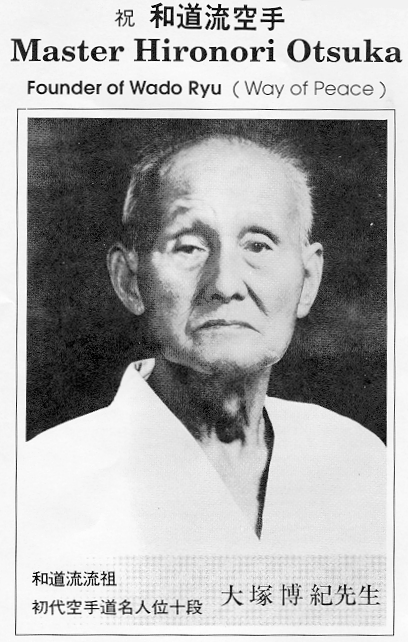 祝 和道流空手
Master Hironori Otsuka
Founder of Wado Ryu ( Way of Peace )
和道流流祖
初代空手道名人位十段 大塚博紀先生